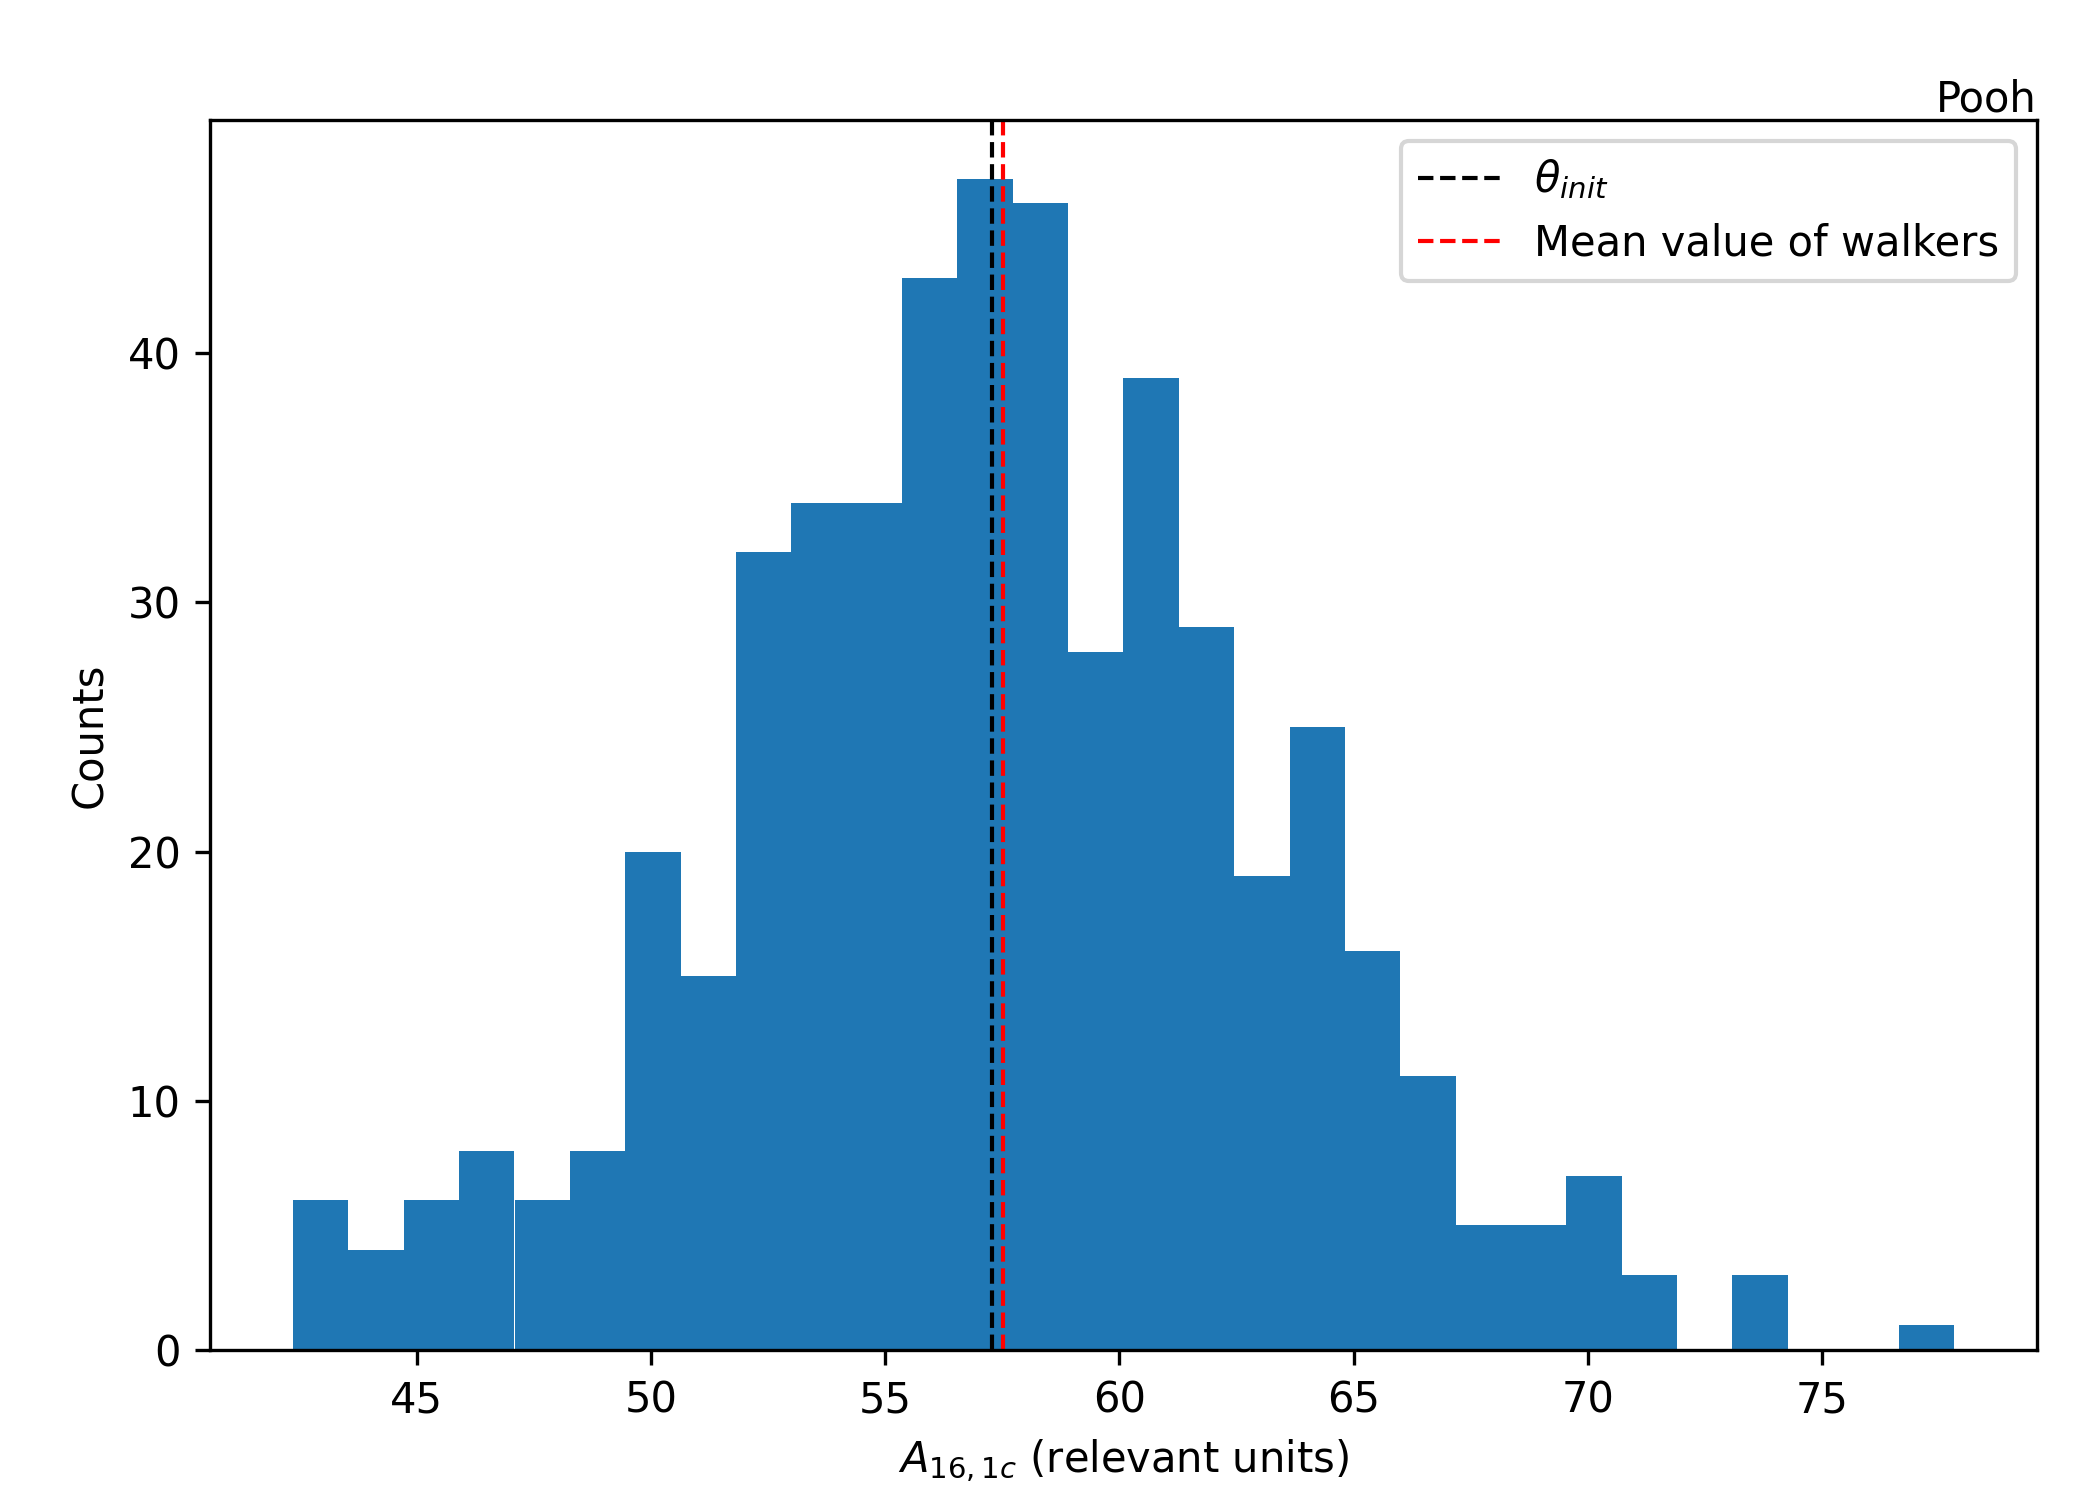 Pooh
θ_init
Mean value of walkers
40
30
20
10
0
Counts
45 50 55 60 65 70 75
A_16,1c (relevant units)